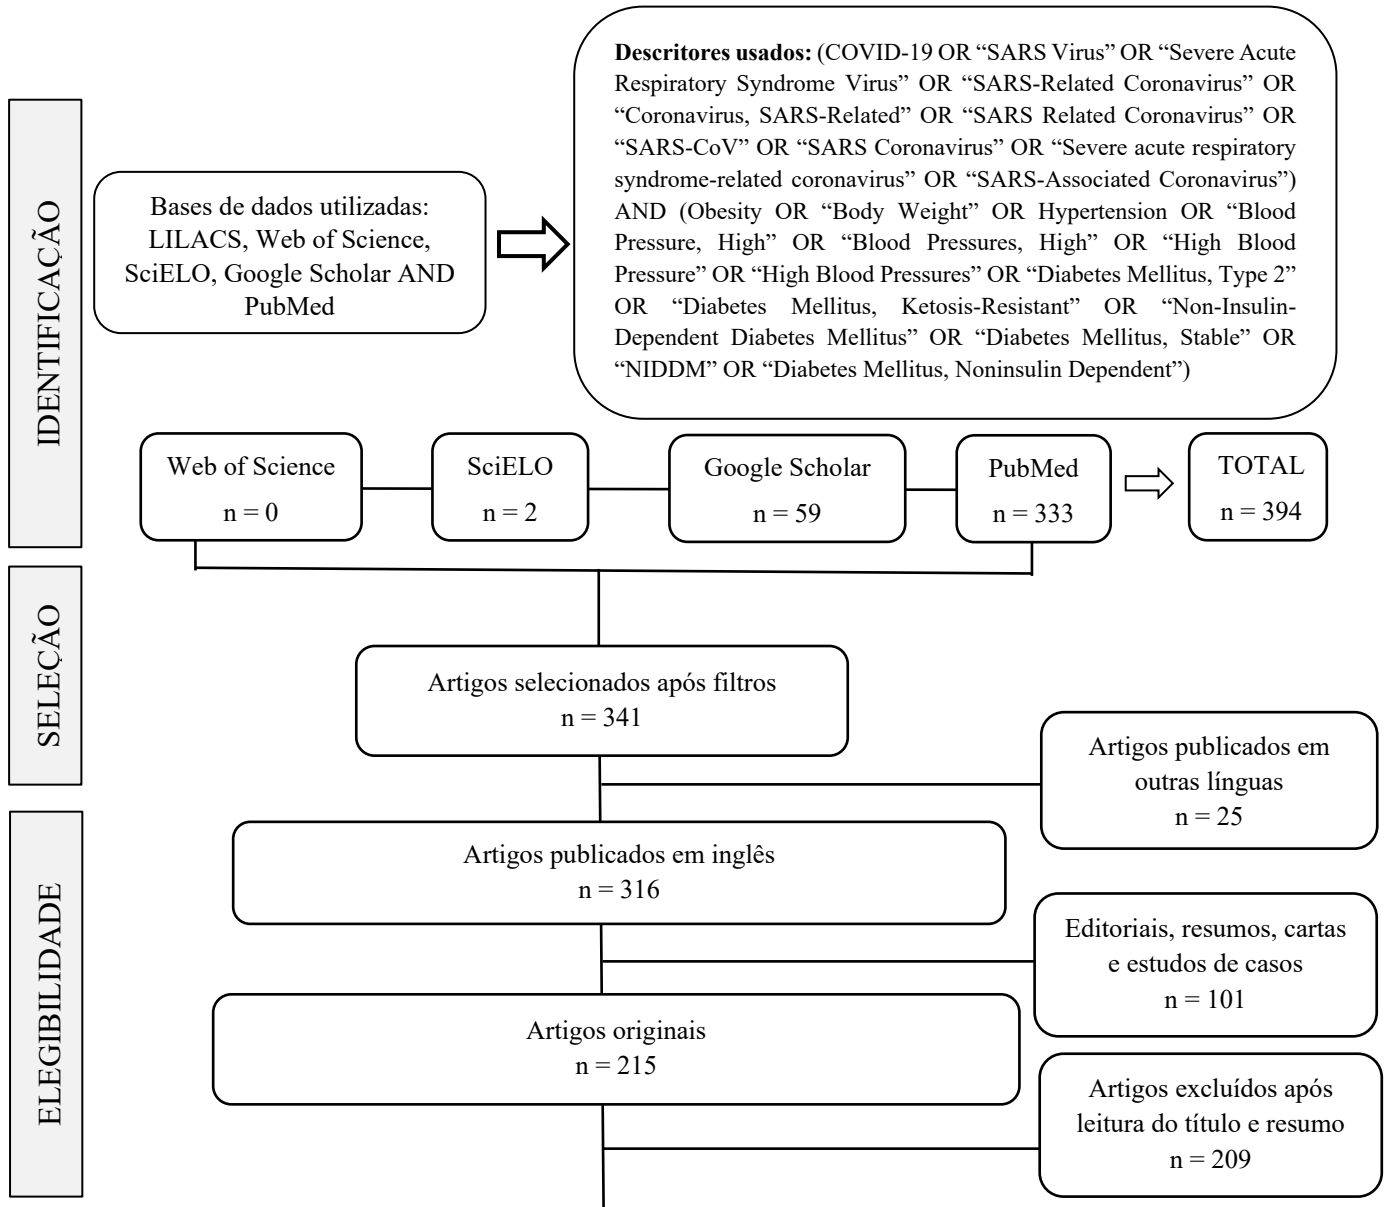 Descritores usados: (COVID-19 OR “SARS Virus” OR “Severe Acute
Respiratory Syndrome Virus” OR “SARS-Related Coronavirus” OR
“Coronavirus, SARS-Related” OR “SARS Related Coronavirus” OR
“SARS-CoV” OR “SARS Coronavirus” OR “Severe acute respiratory
syndrome-related coronavirus” OR “SARS-Associated Coronavirus”)
AND (Obesity OR “Body Weight” OR Hypertension OR “Blood
Pressure, High” OR “Blood Pressures, High” OR “High Blood
Pressure” OR “High Blood Pressures” OR “Diabetes Mellitus, Type 2”
OR “Diabetes Mellitus, Ketosis-Resistant” OR “Non-Insulin-
Dependent Diabetes Mellitus” OR “Diabetes Mellitus, Stable” OR
“NIDDM” OR “Diabetes Mellitus, Noninsulin Dependent”)
IDENTIFICAÇÃO
Bases de dados utilizadas:
LILACS, Web of Science,
SciELO, Google Scholar AND
PubMed
Web of Science
n = 0
SciELO
n = 2
Google Scholar
n = 59
PubMed
n = 333
TOTAL
n = 394
SELEÇÃO
Artigos selecionados após filtros
n = 341
Artigos publicados em
outras línguas
n = 25
ELEGIBILIDADE
Artigos publicados em inglês
n = 316
Editoriais, resumos, cartas
e estudos de casos
n = 101
Artigos originais
n = 215
Artigos excluídos após
leitura do título e resumo
n = 209